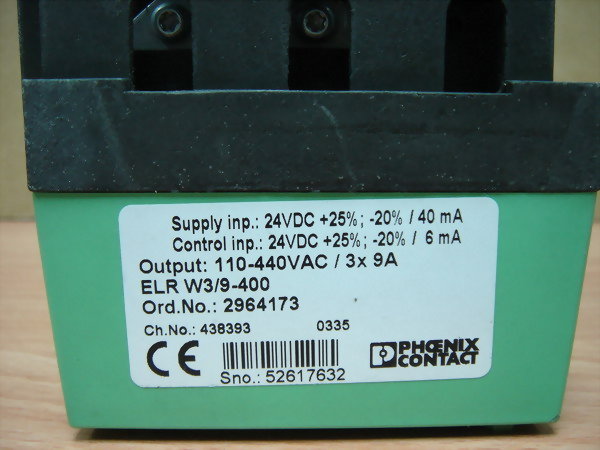 Supply inp.: 24VDC +25%; -20% / 40 mA
Control inp.: 24VDC +25%; -20% / 6 mA
Output: 110-440VAC / 3x 9A
ELR W3/9-400
Ord.No.: 2964173
Ch.No.: 438393 0335
CE
Sno.: 52617632
PHŒNIX
CONTACT